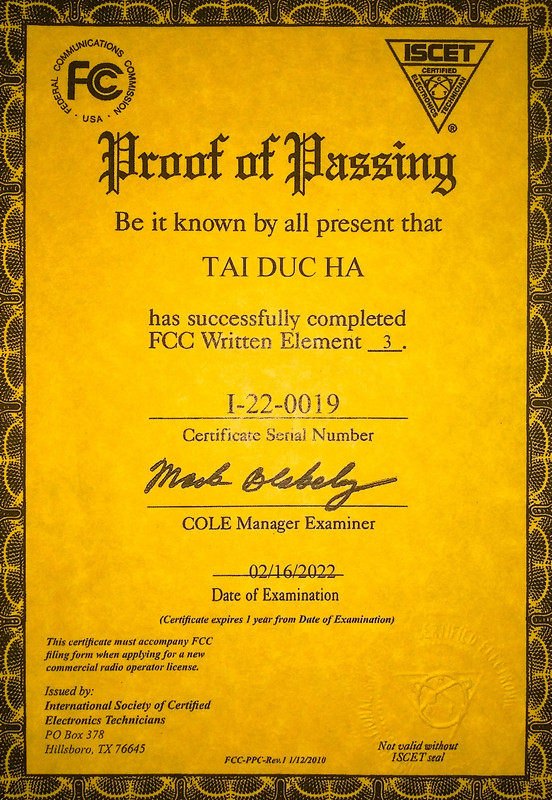 FEDERAL COMMUNICATIONS COMMISSION
FCC
· USA ·
ISCET
CERTIFIED
ELECTRONICS TECHNICIAN
®
Proof of Passing
Be it known by all present that
TAI DUC HA
has successfully completed
FCC Written Element 3.
I-22-0019
Certificate Serial Number
Mark Blakely
COLE Manager Examiner
02/16/2022
Date of Examination
(Certificate expires 1 year from Date of Examination)
This certificate must accompany FCC
filing form when applying for a new
commercial radio operator license.
Issued by:
International Society of Certified
Electronics Technicians
PO Box 378
Hillsboro, TX 76645
FCC-PPC-Rev.1 1/12/2010
Not valid without
ISCET seal